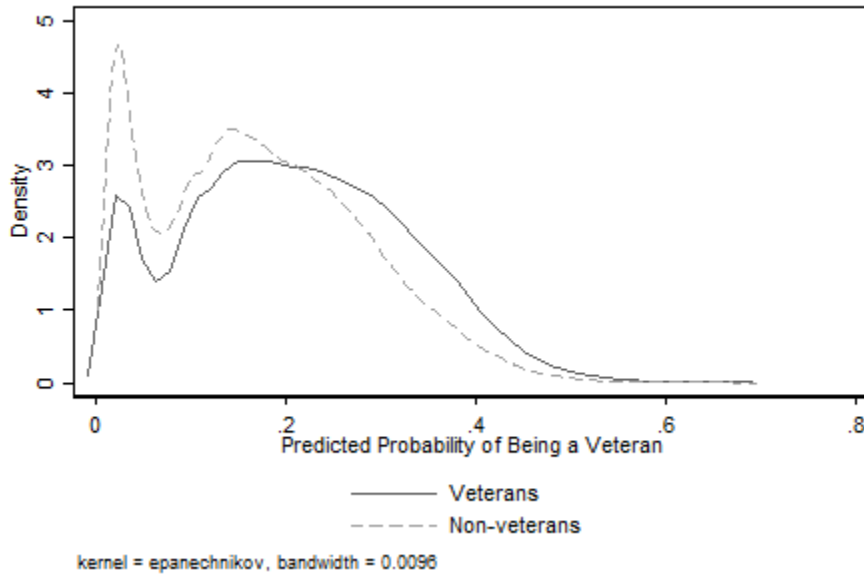 5
4
3
2
1
0
Density
0 .2 .4 .6 .8
Predicted Probability of Being a Veteran
Veterans
Non-veterans
kernel = epanechnikov, bandwidth = 0.0096